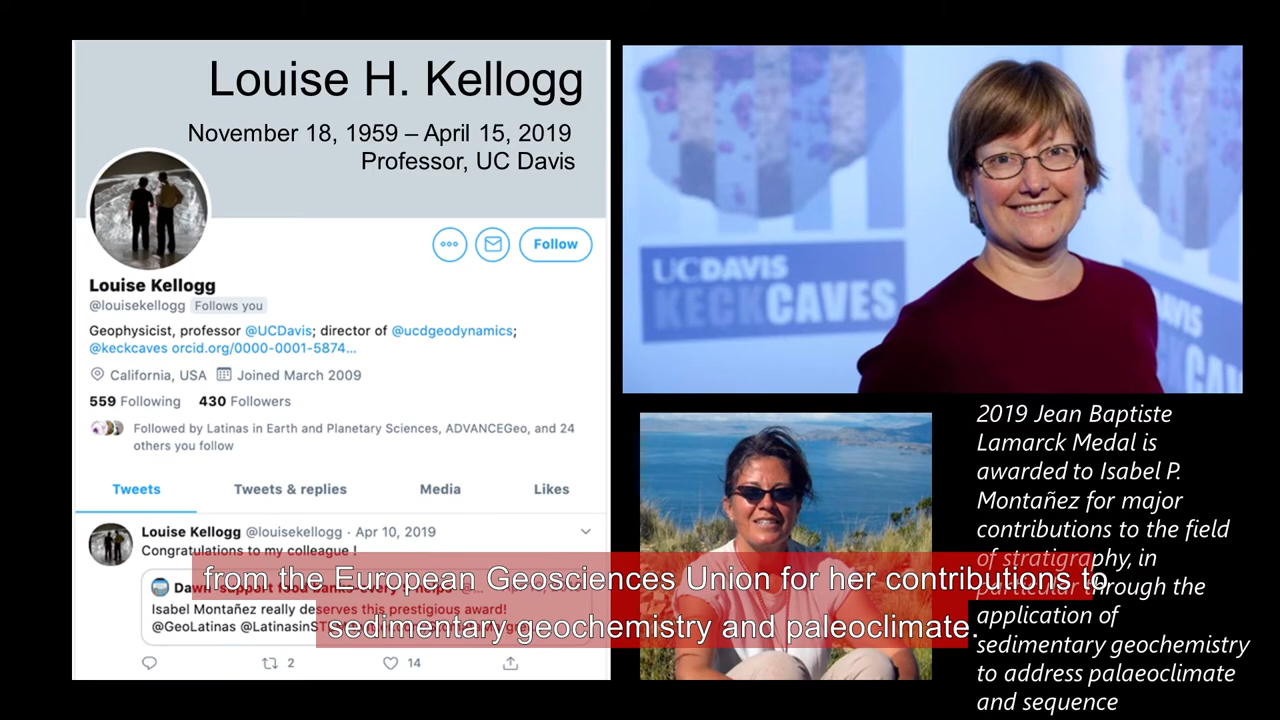 Louise H. Kellogg
November 18, 1959 – April 15, 2019
Professor, UC Davis
Follow
Louise Kellogg
@louisekellogg Follows you
Geophysicist, professor @UCDavis; director of @ucdgeodynamics;
@keckcaves orcid.org/0000-0001-5874...
California, USA Joined March 2009
559 Following 430 Followers
Followed by Latinas in Earth and Planetary Sciences, ADVANCEGeo, and 24
others you follow
Tweets Tweets & replies Media Likes
Louise Kellogg @louisekellogg · Apr 10, 2019
Congratulations to my colleague !
Isabel Montañez really deserves this prestigious award!
@GeoLatinas
2 14
UCDAVIS
KECKCAVES
2019 Jean Baptiste
Lamarck Medal is
awarded to Isabel P.
Montañez for major
contributions to the field
of stratigraphy, in
particular through the
application of
sedimentary geochemistry
to address palaeoclimate
and sequence
from the European Geosciences Union for her contributions to
sedimentary geochemistry and paleoclimate.